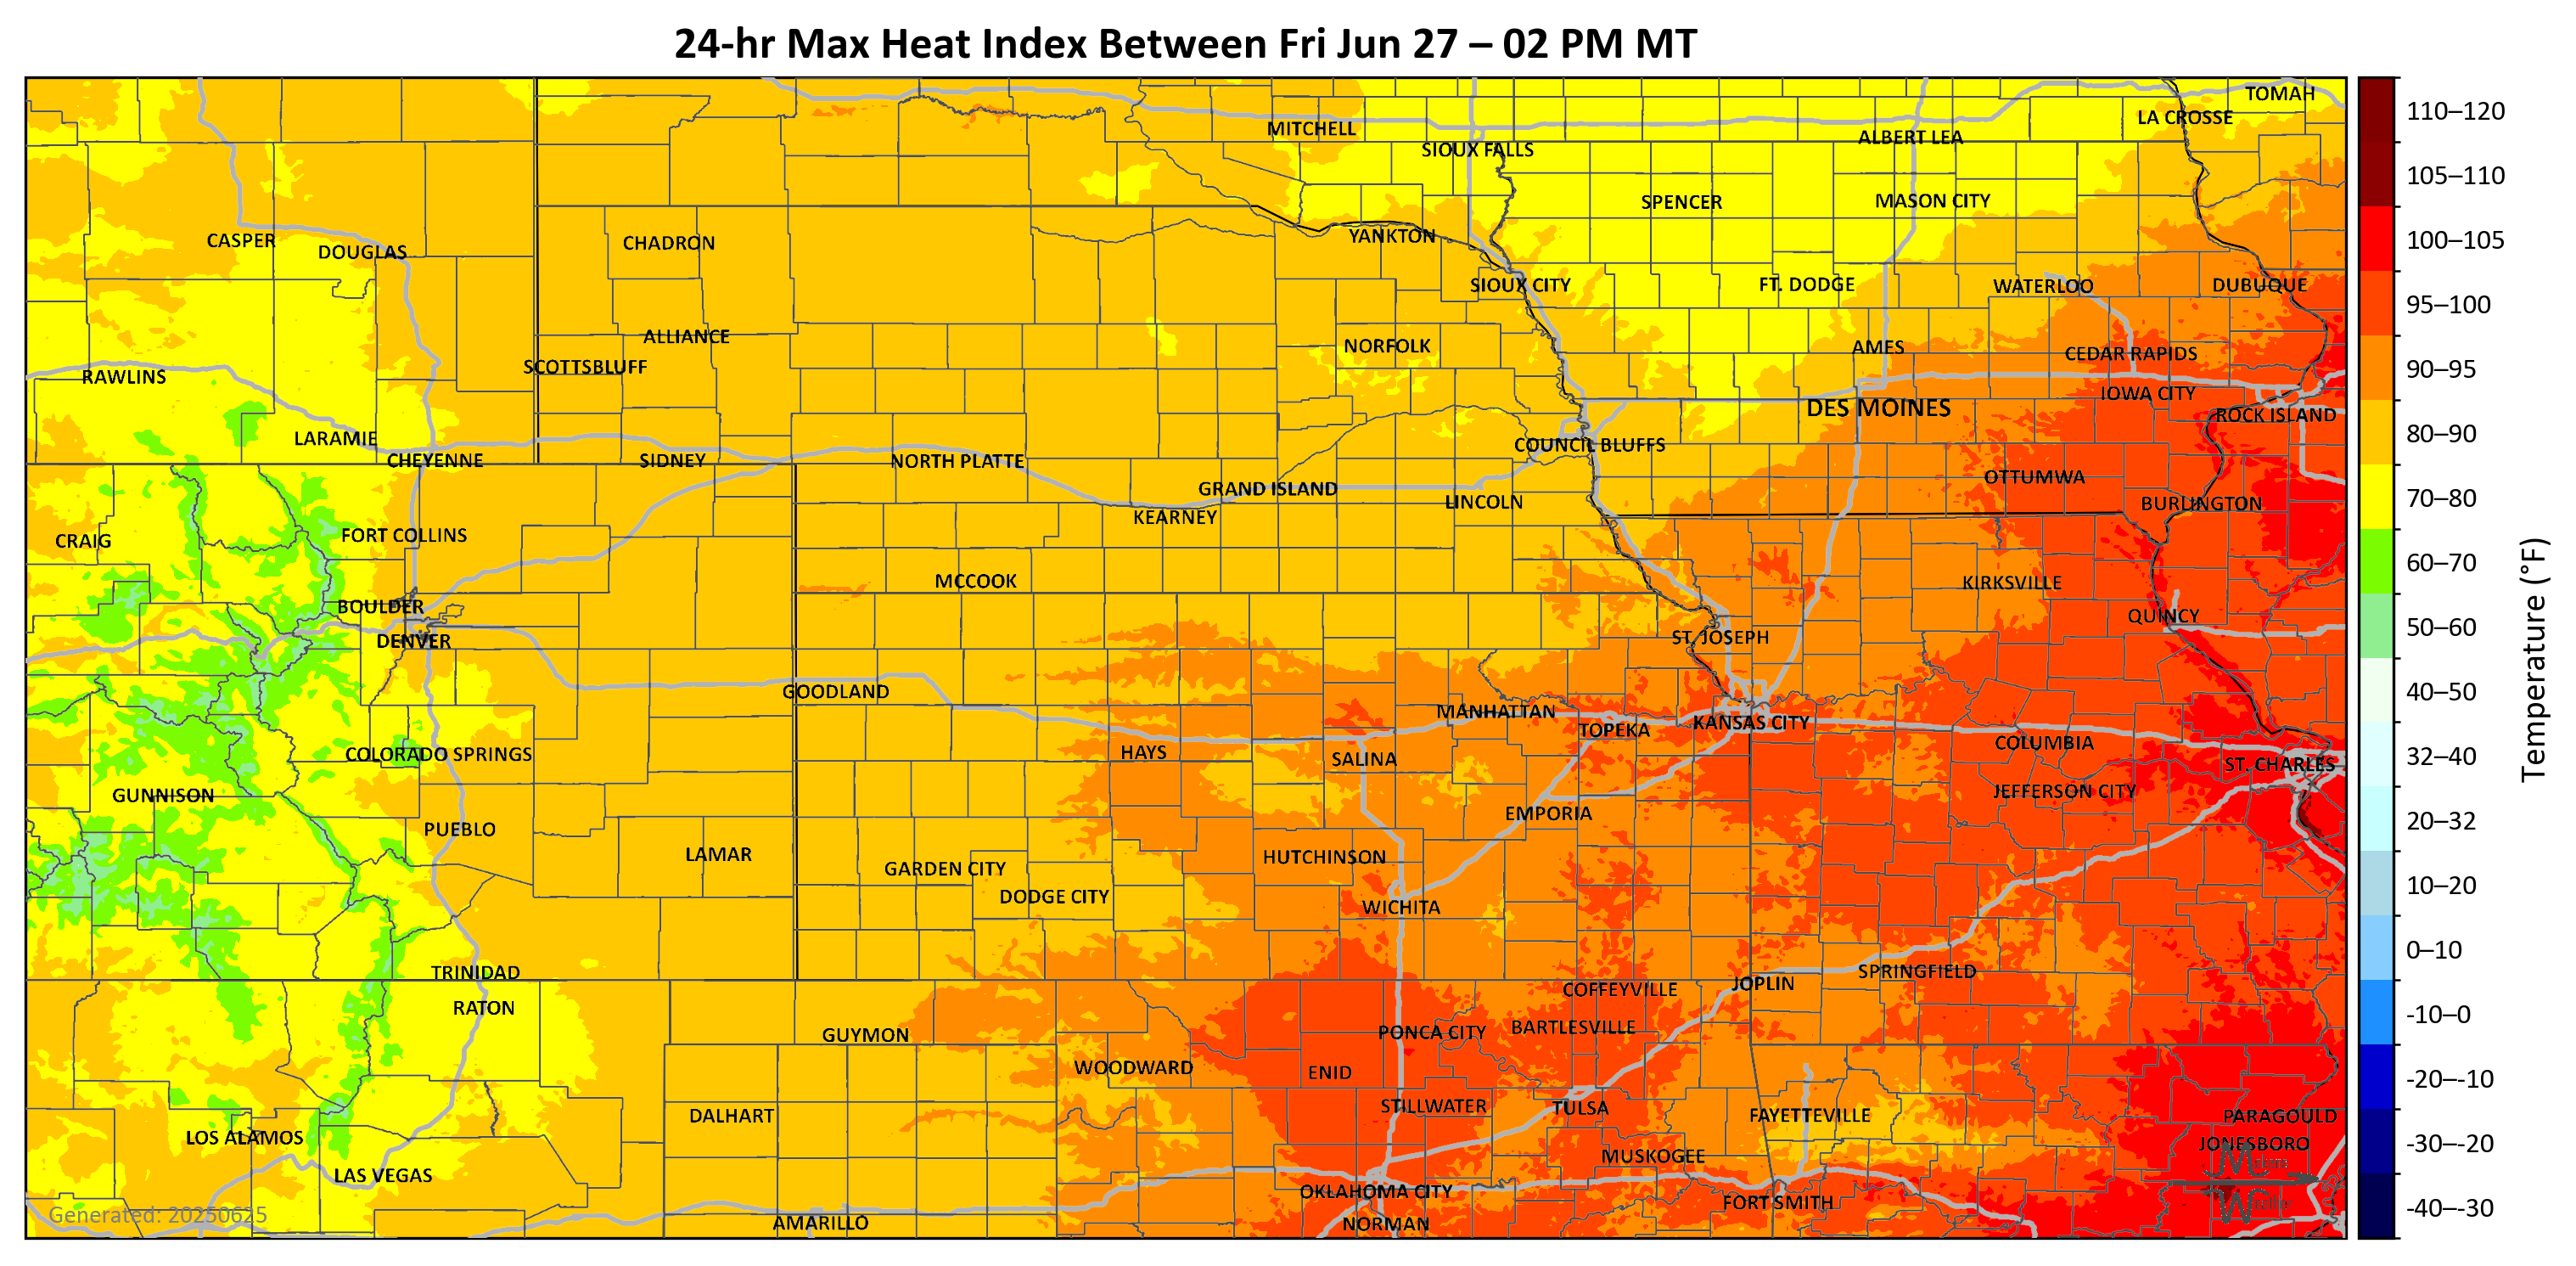 24-hr Max Heat Index Between Fri Jun 27 – 02 PM MT
TOMAH
LA CROSSE
MITCHELL
ALBERT LEA
SIOUX FALLS
SPENCER
MASON CITY
CASPER
DOUGLAS
CHADRON
YANKTON
SIOUX CITY
FT. DODGE
WATERLOO
DUBUQUE
ALLIANCE
NORFOLK
AMES
CEDAR RAPIDS
SCOTTSBLUFF
RAWLINS
IOWA CITY
DES MOINES
ROCK ISLAND
LARAMIE
COUNCIL BLUFFS
CHEYENNE
SIDNEY
NORTH PLATTE
OTTUMWA
GRAND ISLAND
LINCOLN
BURLINGTON
KEARNEY
FORT COLLINS
CRAIG
MCCOOK
KIRKSVILLE
BOULDER
QUINCY
DENVER
ST. JOSEPH
GOODLAND
MANHATTAN
KANSAS CITY
TOPEKA
COLUMBIA
COLORADO SPRINGS
HAYS
SALINA
ST. CHARLES
JEFFERSON CITY
GUNNISON
EMPORIA
PUEBLO
LAMAR
HUTCHINSON
GARDEN CITY
DODGE CITY
WICHITA
TRINIDAD
SPRINGFIELD
JOPLIN
COFFEYVILLE
RATON
GUYMON
PONCA CITY
BARTLESVILLE
WOODWARD
ENID
STILLWATER
TULSA
DALHART
FAYETTEVILLE
PARAGOULD
LOS ALAMOS
JONESBORO
MUSKOGEE
LAS VEGAS
OKLAHOMA CITY
FORT SMITH
AMARILLO
NORMAN
Generated: 20250625
110–120
105–110
100–105
95–100
90–95
80–90
70–80
60–70
50–60
40–50
32–40
20–32
10–20
0–10
-10–0
-20–-10
-30–-20
-40–-30
Temperature (°F)